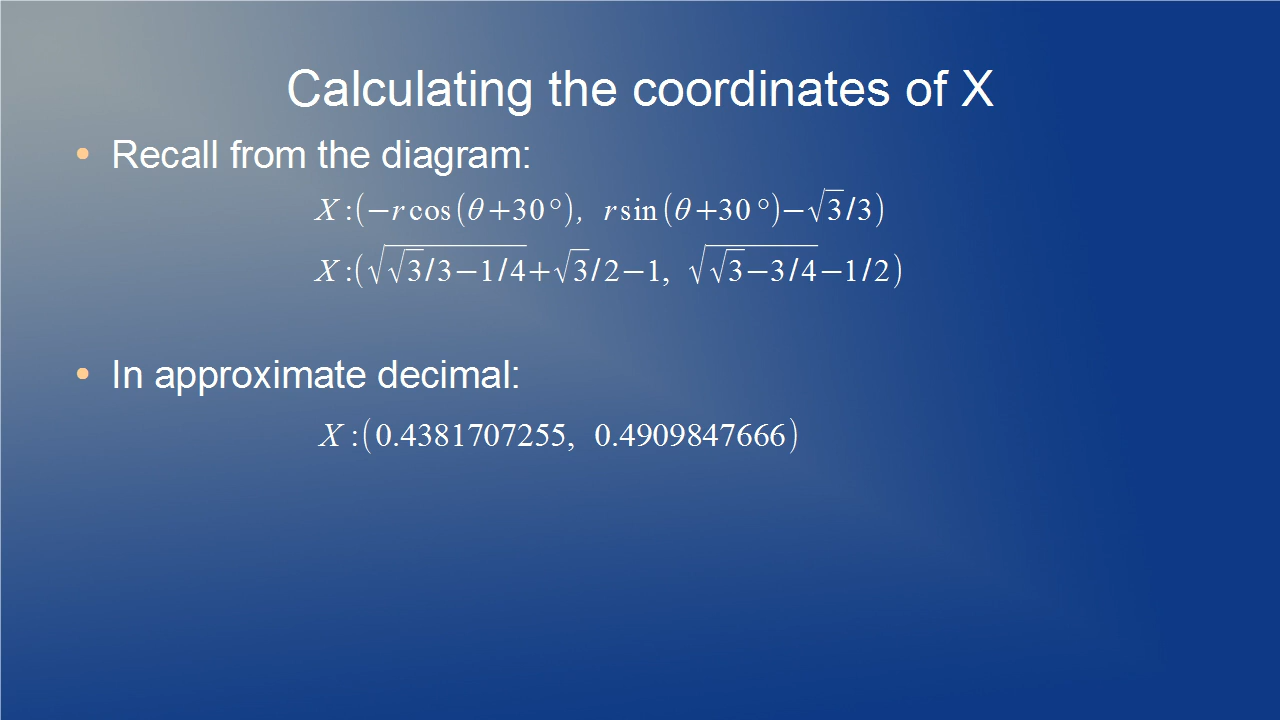 Calculating the coordinates of X
• Recall from the diagram:
X:(−r cos(θ+30°), r sin(θ+30°)−√3/3)
X:(√(√3/3−1/4)+√3/2−1, √(√3−3/4)−1/2)
• In approximate decimal:
X:(0.4381707255, 0.4909847666)